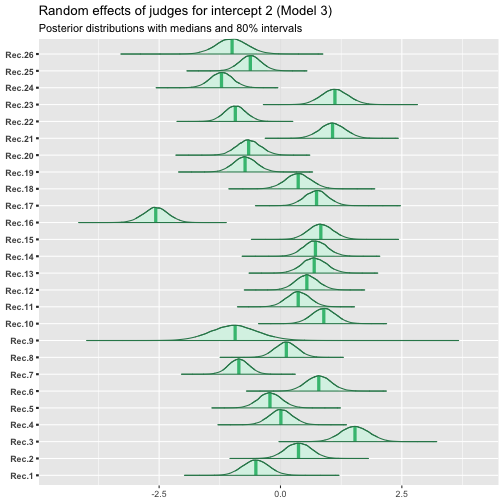 Random effects of judges for intercept 2 (Model 3)
Posterior distributions with medians and 80% intervals
Rec.26
Rec.25
Rec.24
Rec.23
Rec.22
Rec.21
Rec.20
Rec.19
Rec.18
Rec.17
Rec.16
Rec.15
Rec.14
Rec.13
Rec.12
Rec.11
Rec.10
Rec.9
Rec.8
Rec.7
Rec.6
Rec.5
Rec.4
Rec.3
Rec.2
Rec.1
-2.5 0.0 2.5